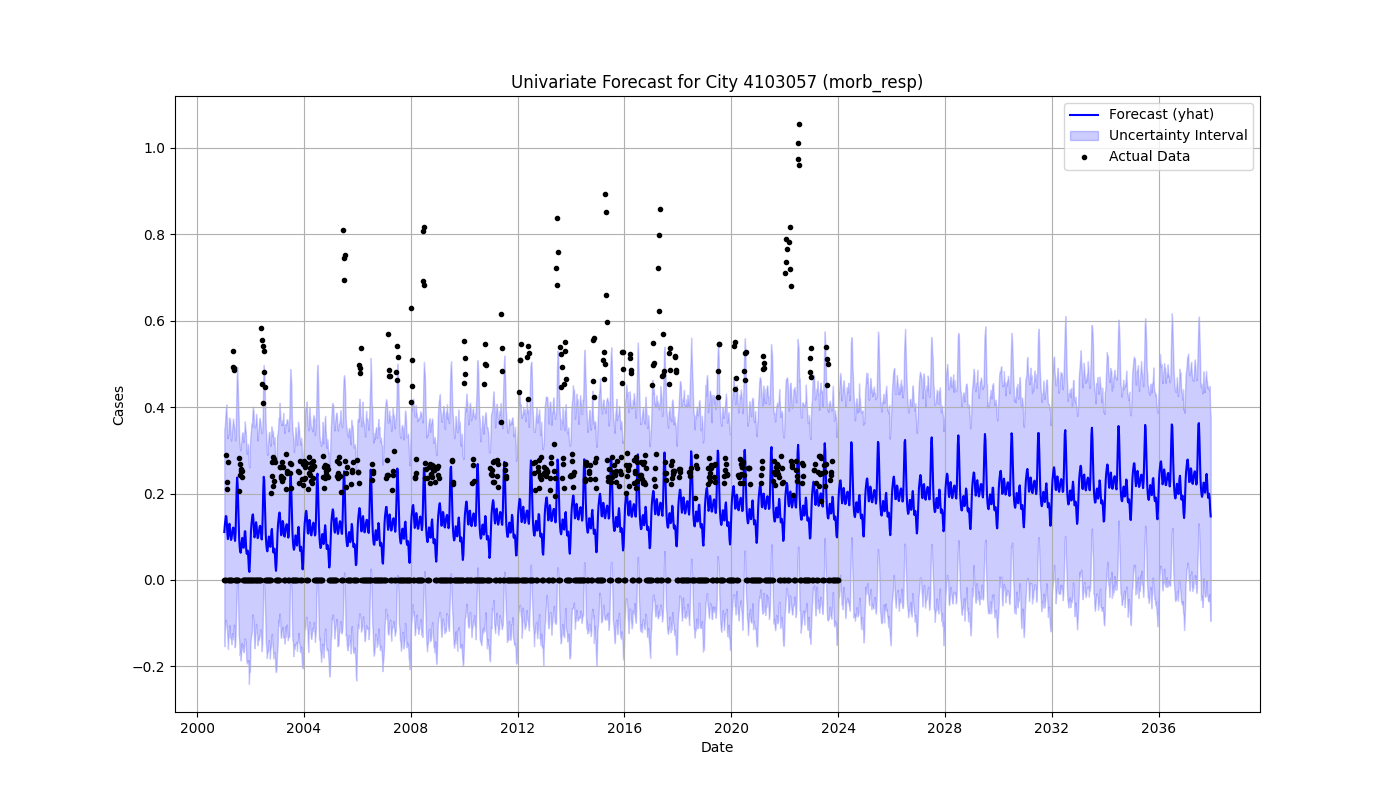 Univariate Forecast for City 4103057 (morb_resp)
Forecast (yhat)
Uncertainty Interval
Actual Data
Cases
1.0
0.8
0.6
0.4
0.2
0.0
−0.2
2000 2004 2008 2012 2016 2020 2024 2028 2032 2036
Date